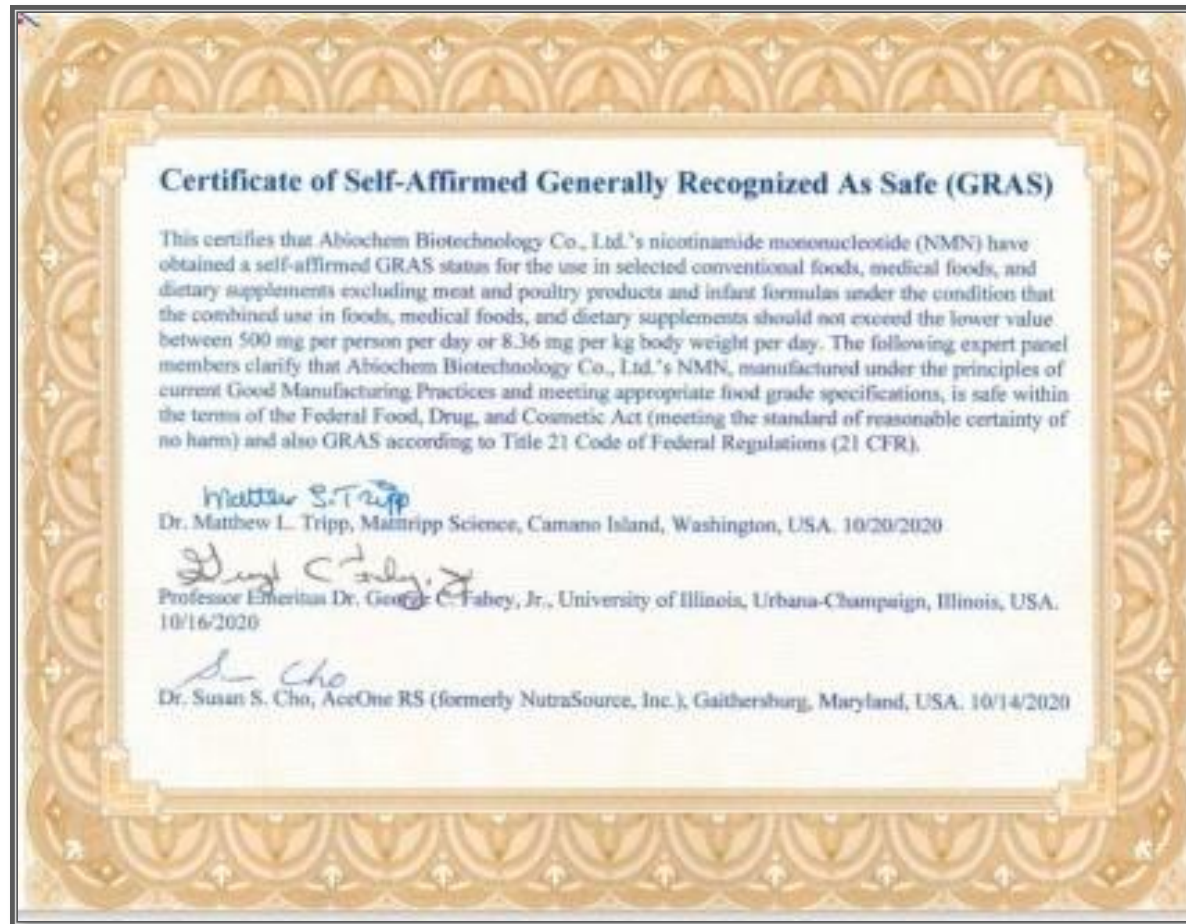 Certificate of Self-Affirmed Generally Recognized As Safe (GRAS)
This certifies that Abiochem Biotechnology Co., Ltd.'s nicotinamide mononucleotide (NMN) have
obtained a self-affirmed GRAS status for the use in selected conventional foods, medical foods, and
dietary supplements excluding meat and poultry products and infant formulas under the condition that
the combined use in foods, medical foods, and dietary supplements should not exceed the lower value
between 500 mg per person per day or 8.36 mg per kg body weight per day. The following expert panel
members clarify that Abiochem Biotechnology Co., Ltd.'s NMN, manufactured under the principles of
current Good Manufacturing Practices and meeting appropriate food grade specifications, is safe within
the terms of the Federal Food, Drug, and Cosmetic Act (meeting the standard of reasonable certainty of
no harm) and also GRAS according to Title 21 Code of Federal Regulations (21 CFR).
Matthew S. Tripp
Dr. Matthew L. Tripp, Mattripp Science, Camano Island, Washington, USA. 10/20/2020
Professor Emeritus Dr. George C. Fahey, Jr., University of Illinois, Urbana-Champaign, Illinois, USA.
10/16/2020
S Cho
Dr. Susan S. Cho, AceOne RS (formerly NutraSource, Inc.), Gaithersburg, Maryland, USA. 10/14/2020